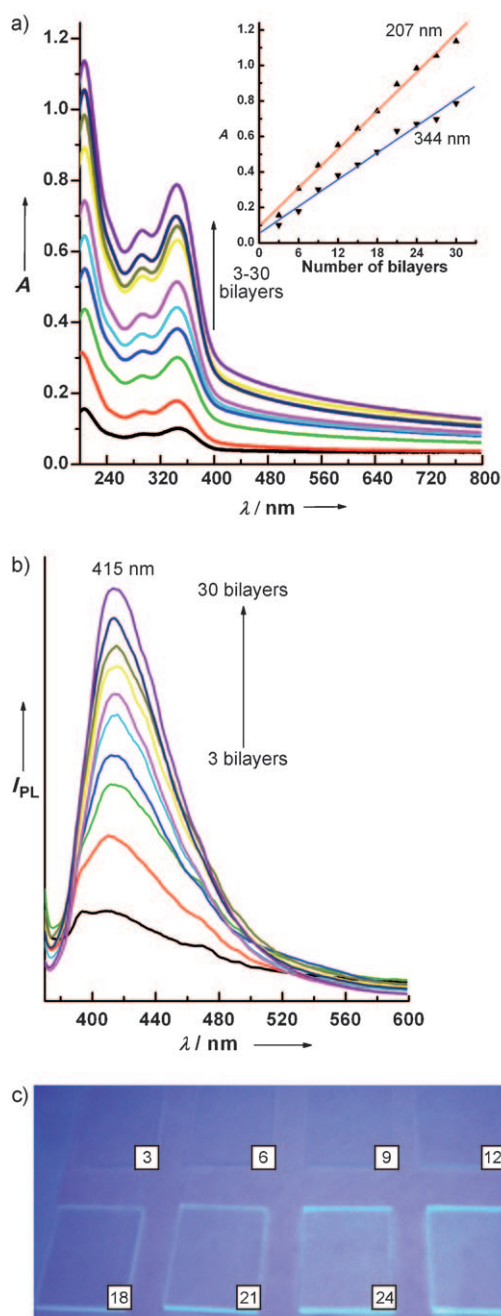 a)
1.2
1.0
0.8
0.6
0.4
0.2
0.0
A
240 320 400 480 560 640 720 800
λ / nm
3-30
bilayers
207 nm
344 nm
1.2
1.0
0.8
0.6
0.4
0.2
0.0
A
0 6 12 18 24 30
Number of bilayers
b)
415 nm
30 bilayers
3 bilayers
IPL
400 440 480 520 560 600
λ / nm
c)
3 6 9 12
18 21 24